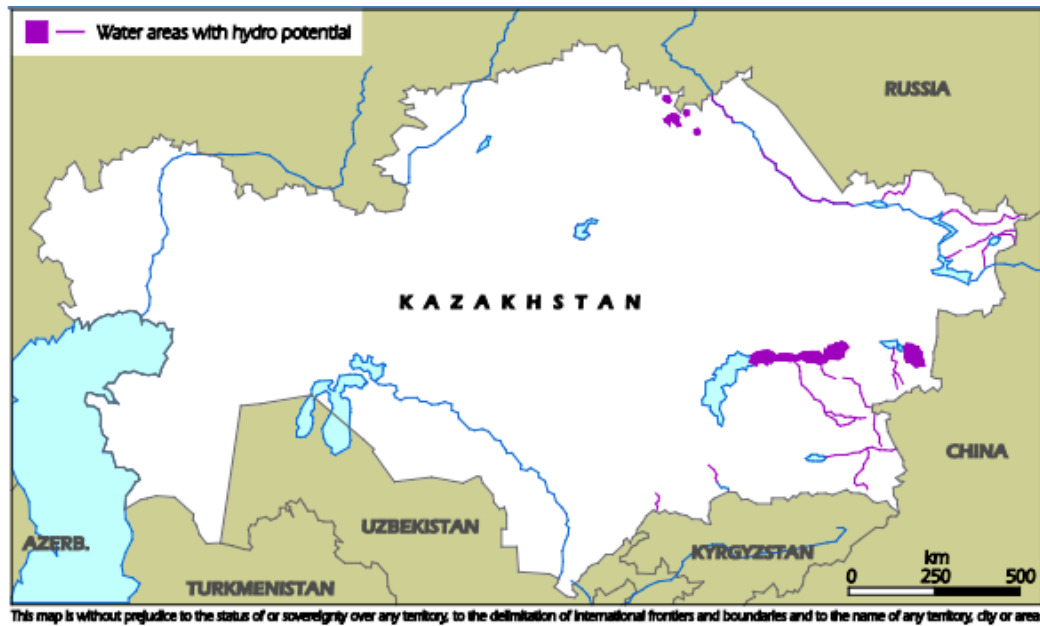 Water areas with hydro potential
RUSSIA
KAZAKHSTAN
CHINA
UZBEKISTAN
AZERB.
KYRGYZSTAN
TURKMENISTAN
km
0 250 500
This map is without prejudice to the status of or sovereignty over any territory, to the delimitation of international frontiers and boundaries and to the name of any territory, city or area